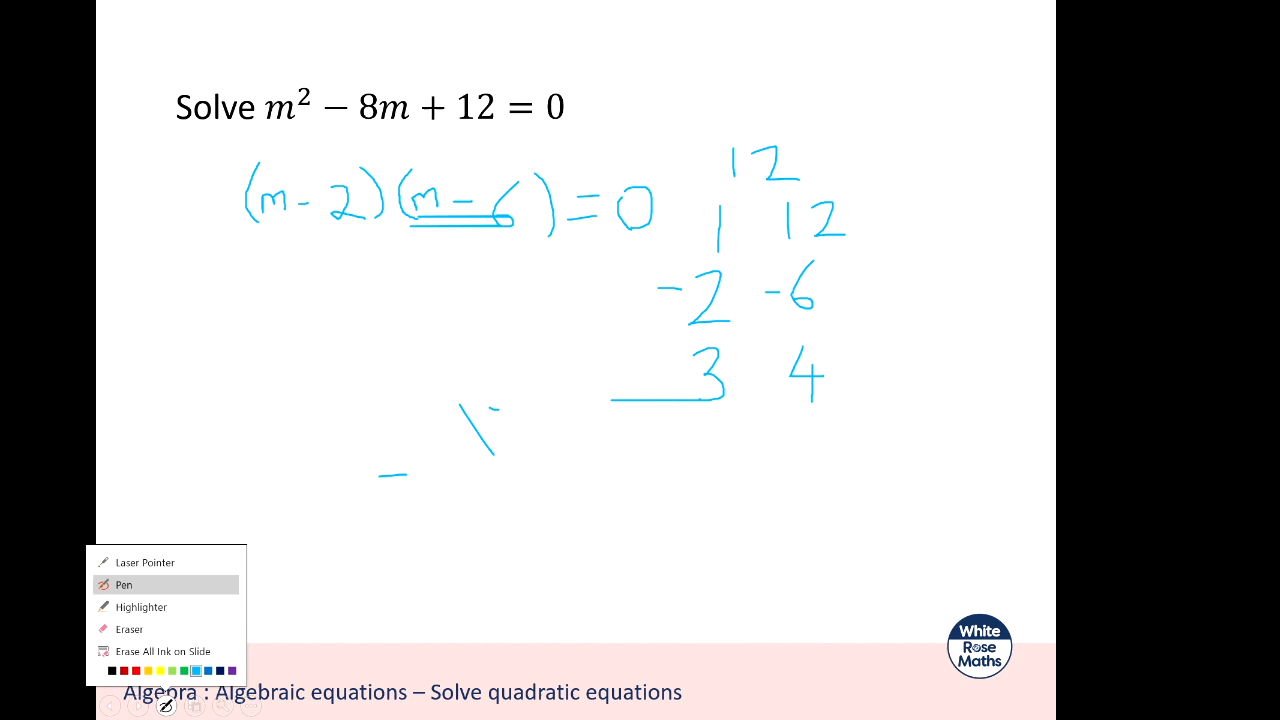 Solve m² − 8m + 12 = 0
(m - 2)(m - 6) = 0
12
1 12
-2 -6
3 4
Laser Pointer
Pen
Highlighter
Eraser
Erase All Ink on Slide
White
Rose
Maths
Algebra : Algebraic equations – Solve quadratic equations